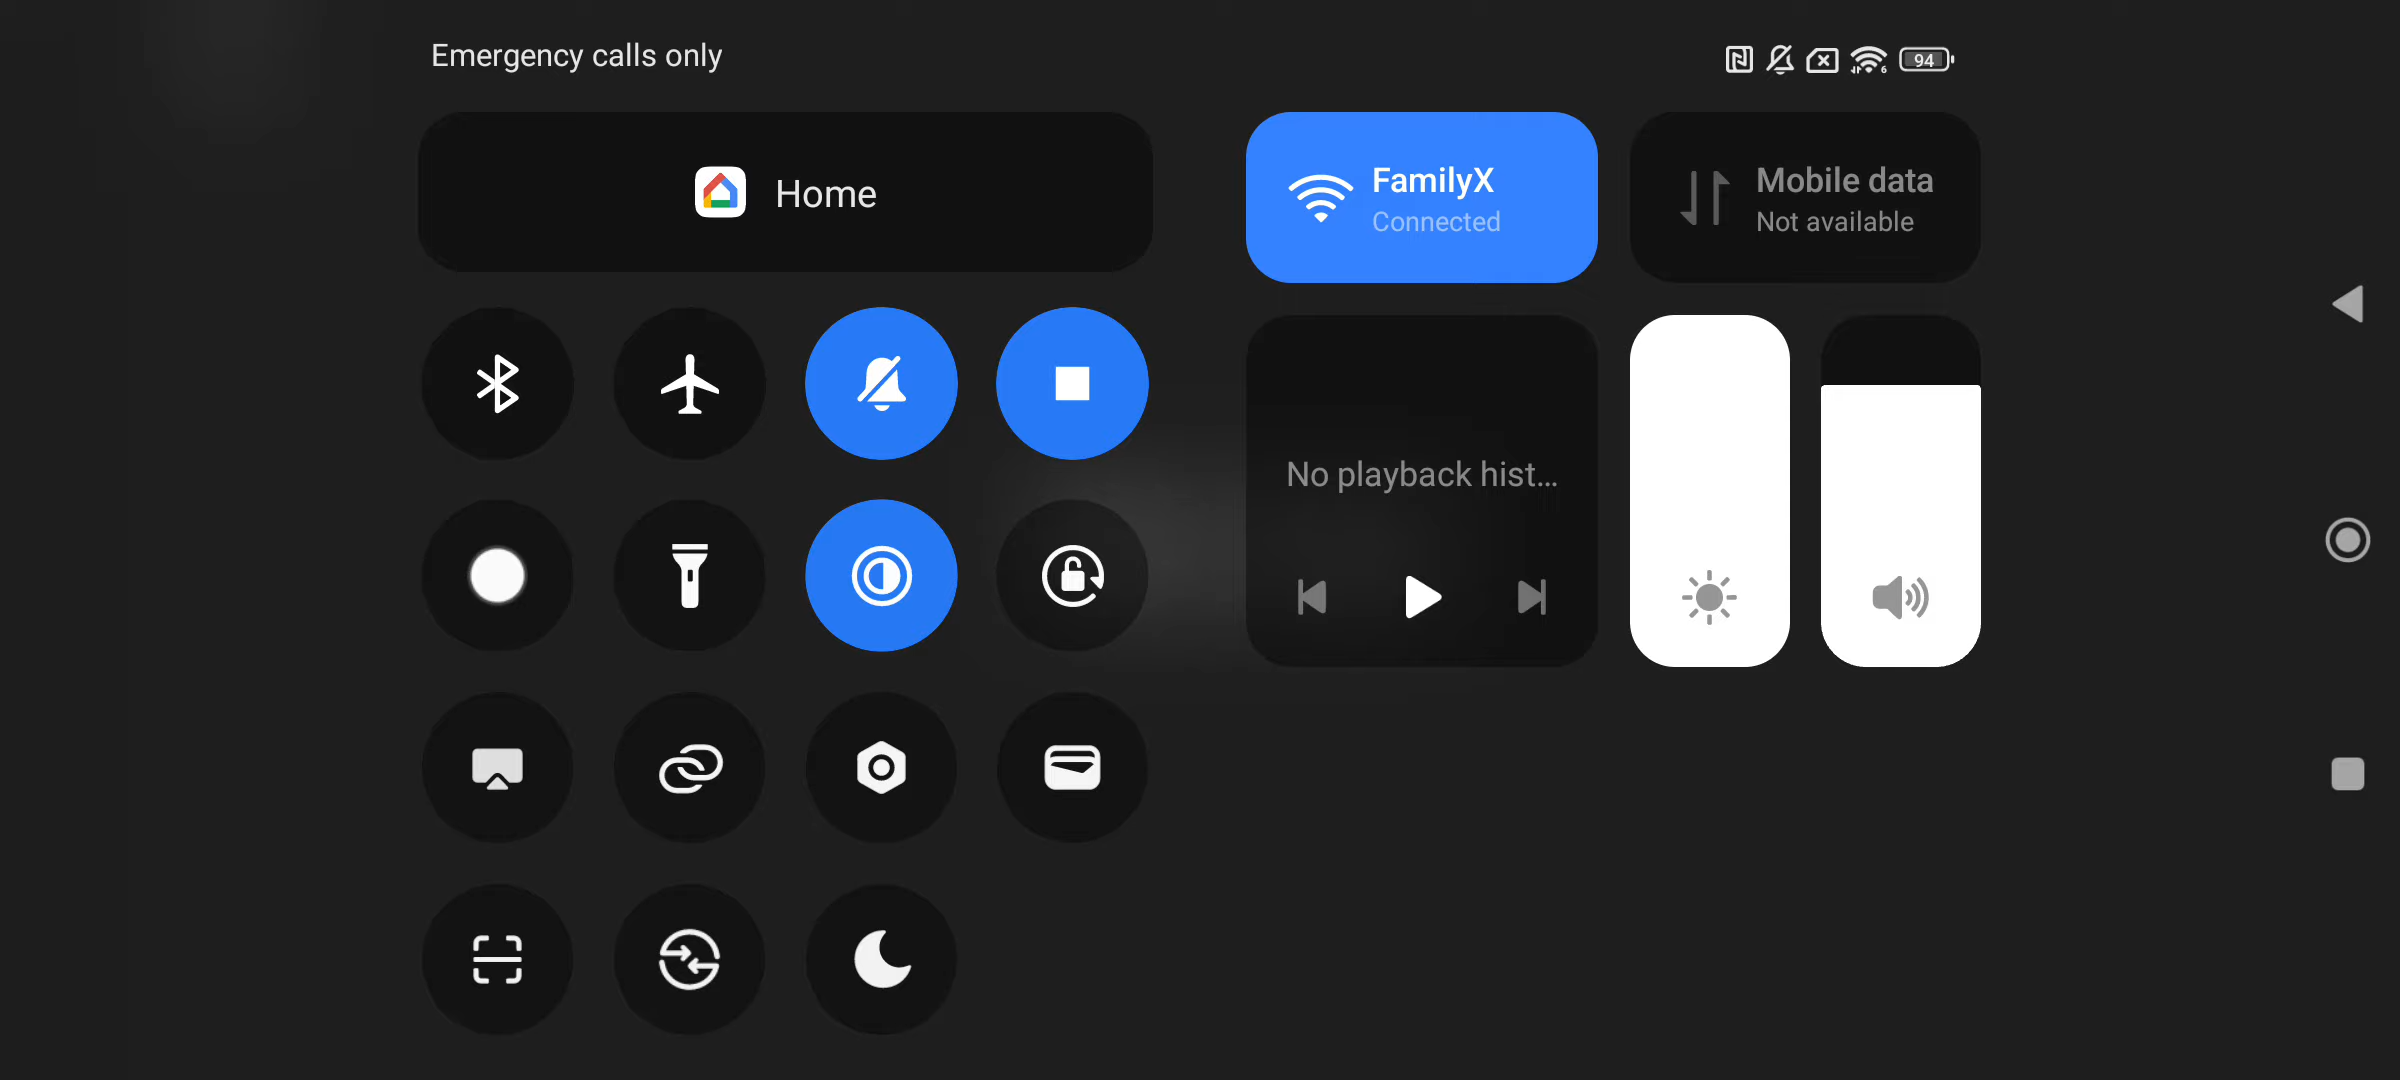 Emergency calls only
94
Home
FamilyX
Connected
Mobile data
Not available
No playback hist...